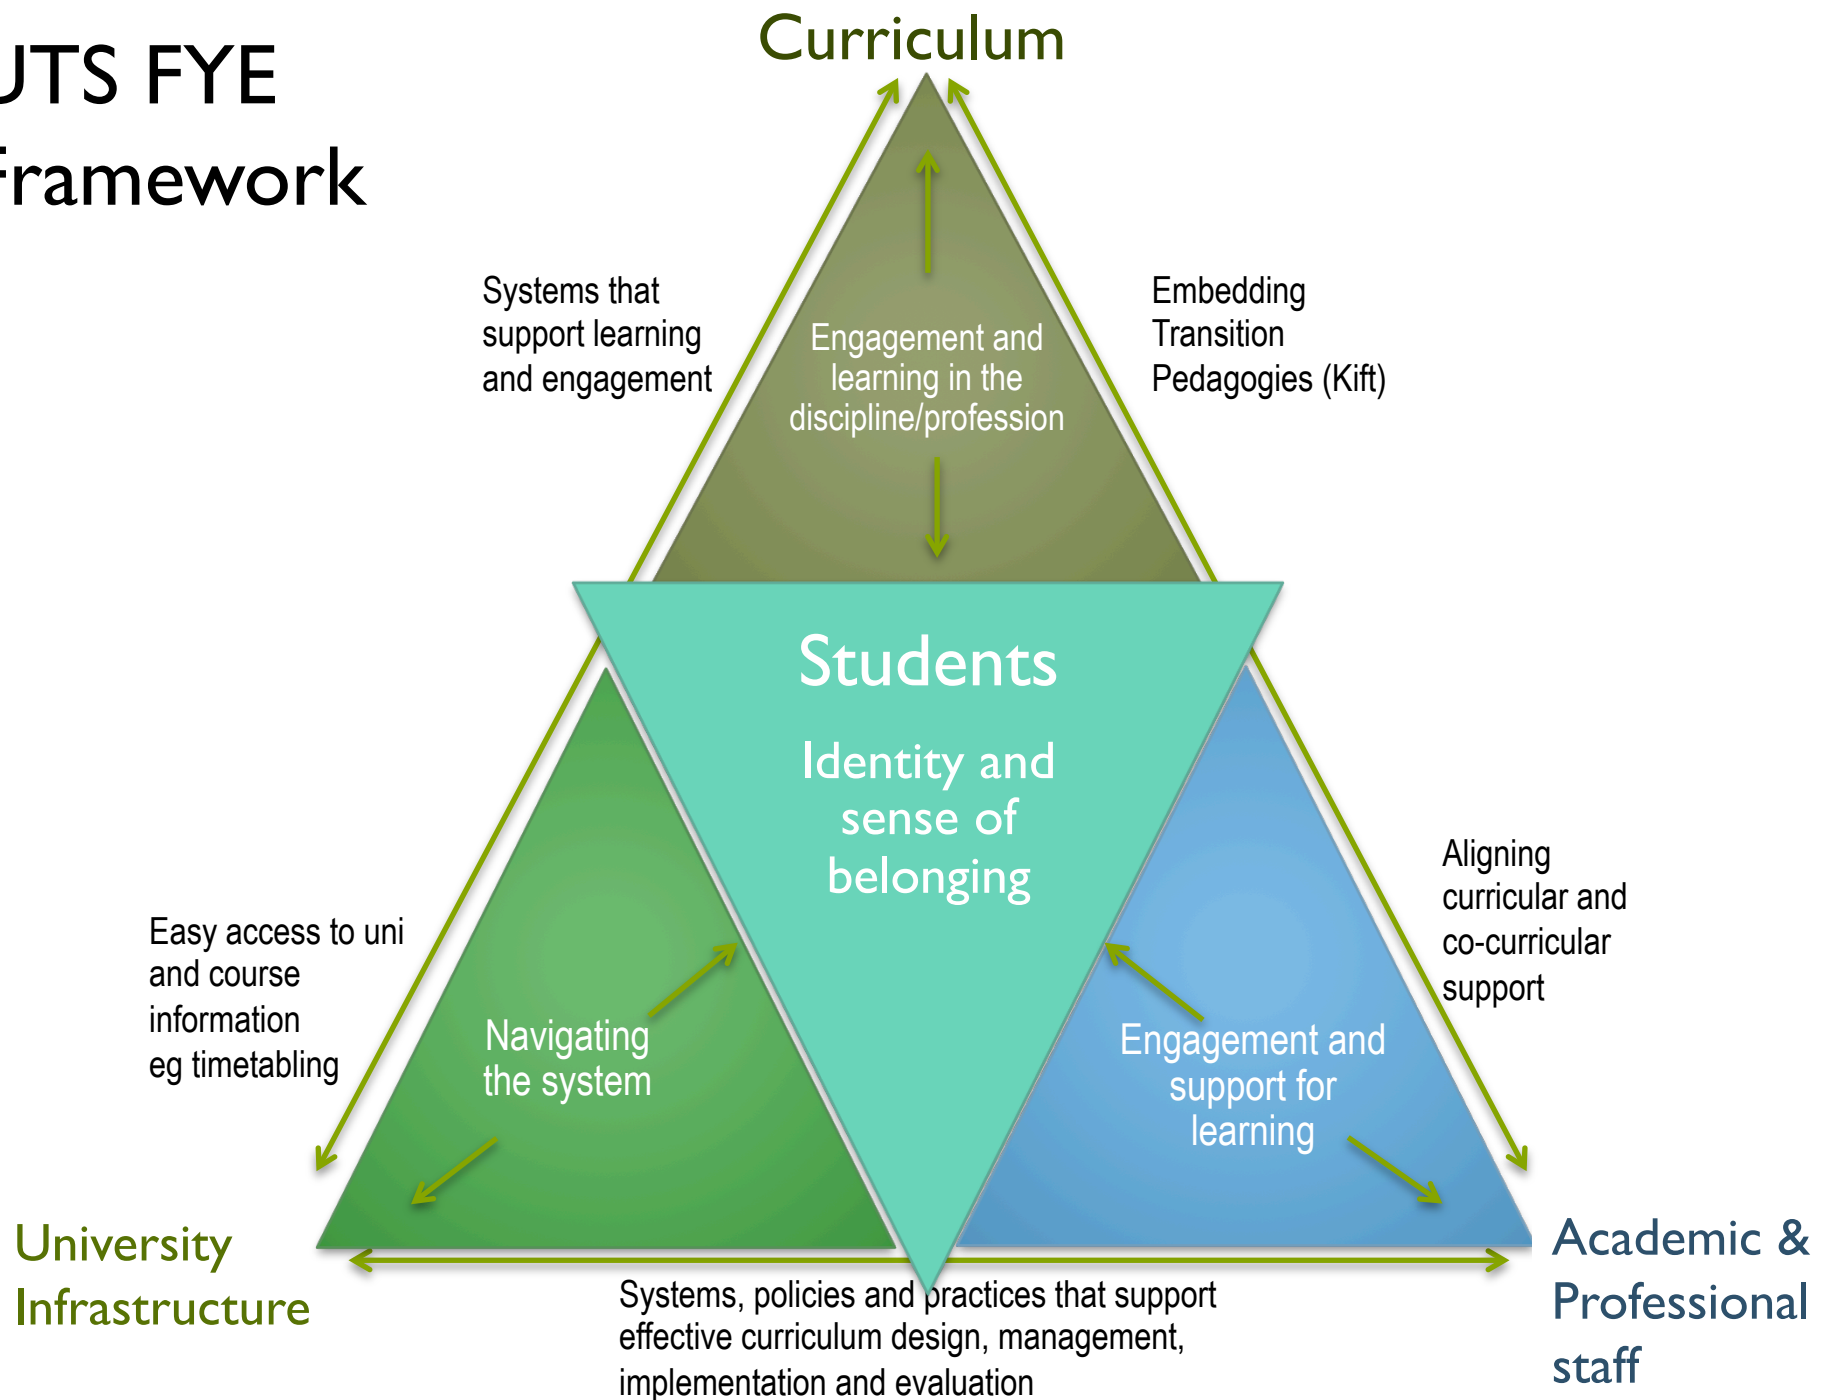 UTS FYE
Framework
Curriculum
Systems that
support learning
and engagement
Embedding
Transition
Pedagogies (Kift)
Engagement and
learning in the
discipline/profession
Students
Identity and
sense of
belonging
Easy access to uni
and course
information
eg timetabling
Navigating
the system
Engagement and
support for
learning
Aligning
curricular and
co-curricular
support
University
Infrastructure
Systems, policies and practices that support
effective curriculum design, management,
implementation and evaluation
Academic &
Professional
staff